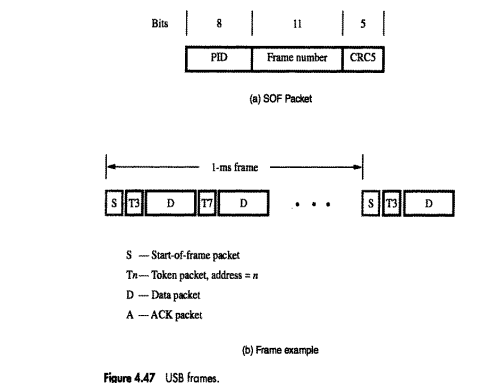 Bits 8 11 5
PID Frame number CRC5
(a) SOF Packet
1-ms frame
S T3 D T7 D . . . S T3 D
S — Start-of-frame packet
Tn — Token packet, address = n
D — Data packet
A — ACK packet
(b) Frame example
Figure 4.47 USB frames.